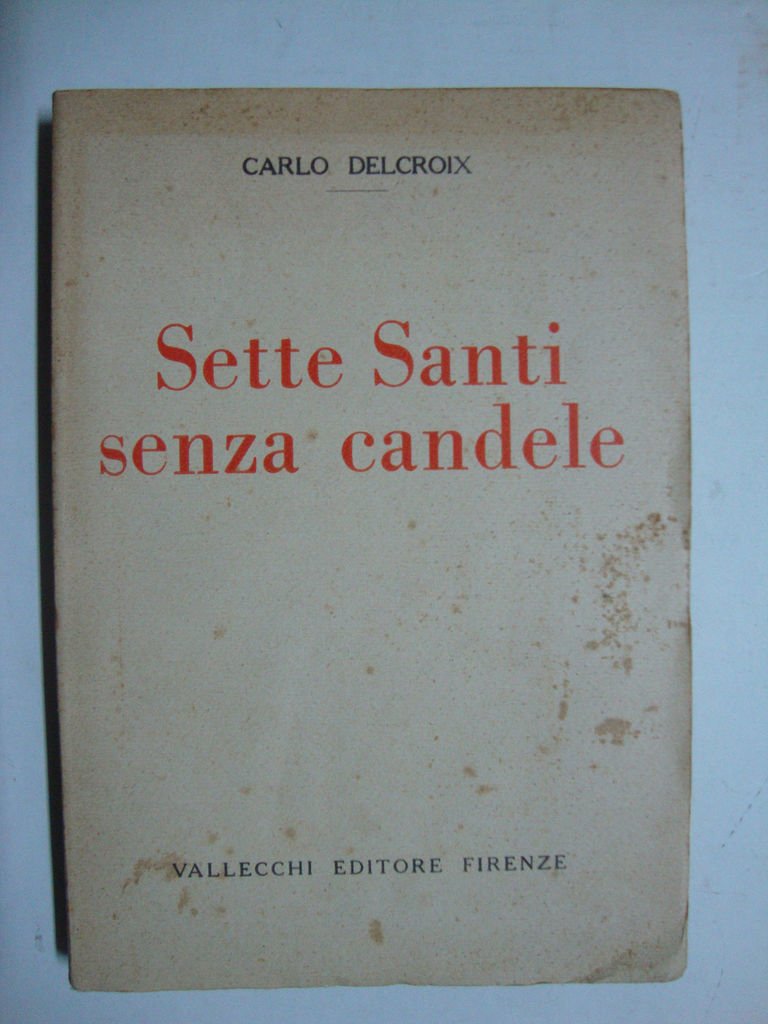 CARLO DELCROIX
Sette Santi
senza candele
VALLECCHI EDITORE FIRENZE